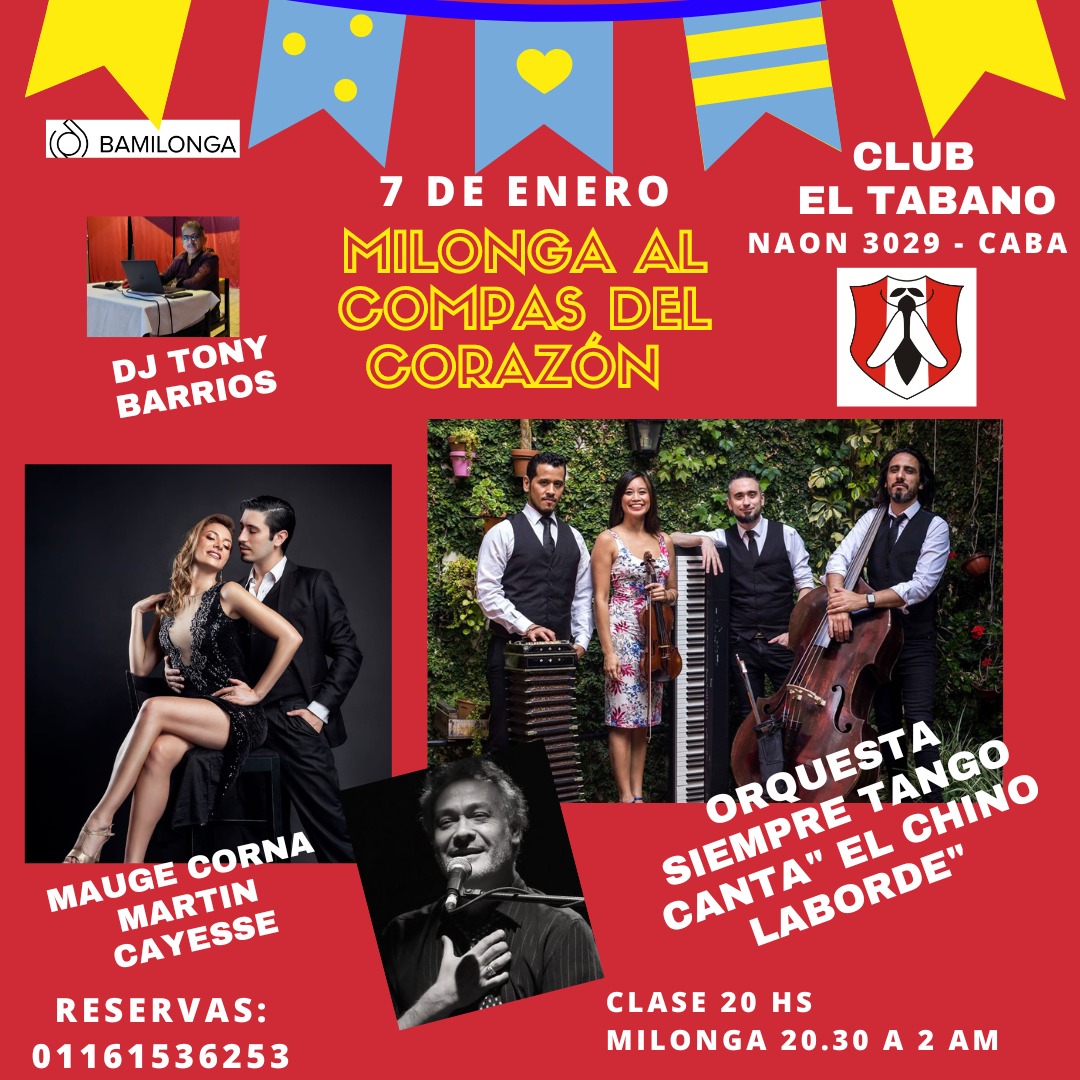 BAMILONGA
7 DE ENERO
MILONGA AL
COMPAS DEL
CORAZÓN
CLUB
EL TABANO
NAON 3029 - CABA
DJ TONY
BARRIOS
MAUGE CORNA
MARTIN
CAYESSE
ORQUESTA
SIEMPRE TANGO
CANTA" EL CHINO
LABORDE"
RESERVAS:
01161536253
CLASE 20 HS
MILONGA 20.30 A 2 AM